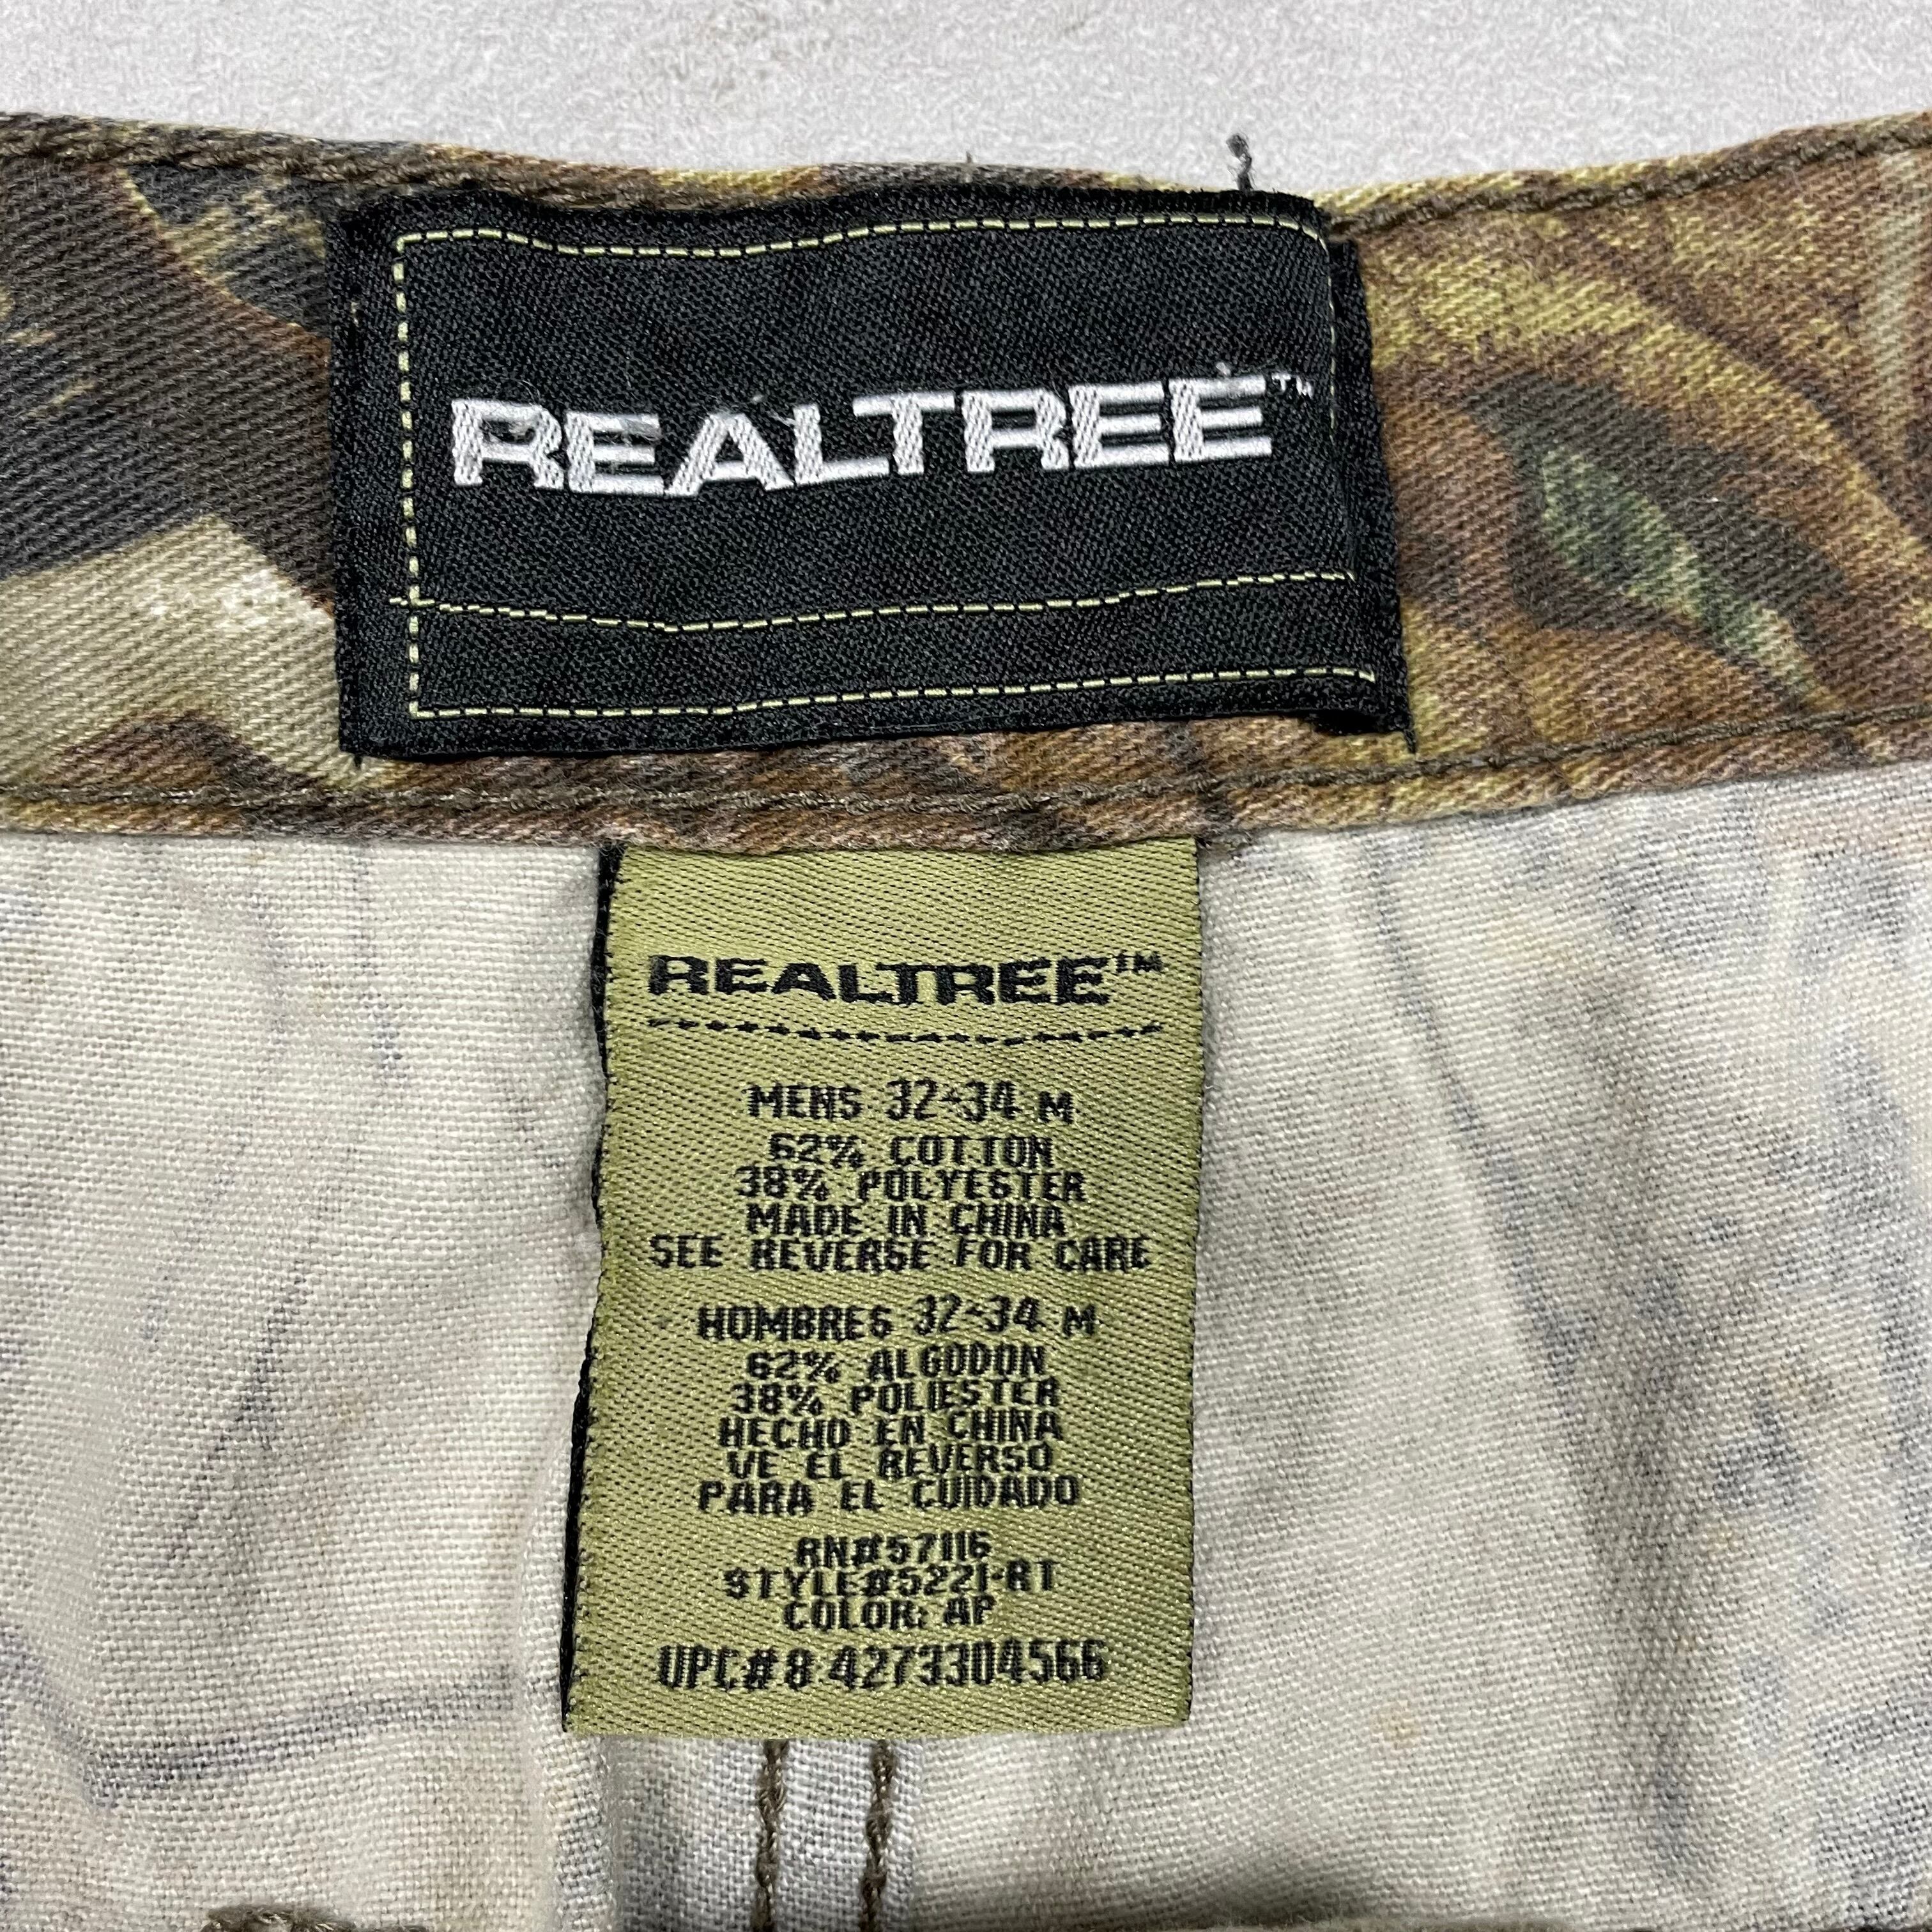 REALTREE™
REALTREE™
MENS 32-34 M
62% COTTON
38% POLYESTER
MADE IN CHINA
SEE REVERSE FOR CARE
HOMBRES 32-34 M
62% ALGODON
38% POLIESTER
HECHO EN CHINA
VE EL REVERSO
PARA EL CUIDADO
RN#57116
STYLE#5221-RT
COLOR: AP
UPC# 8 4273304566